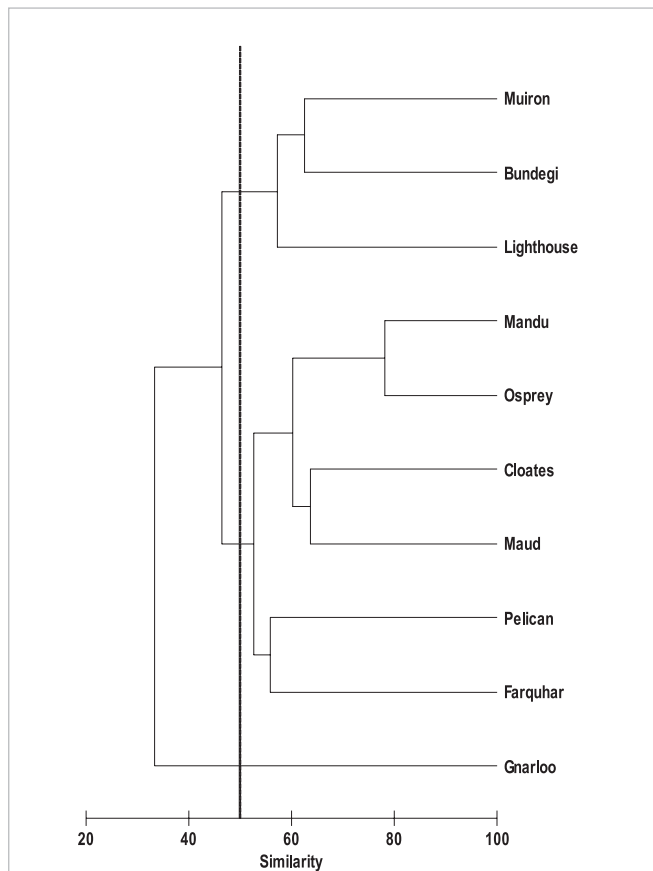 Muiron
Bundegi
Lighthouse
Mandu
Osprey
Cloates
Maud
Pelican
Farquhar
Gnarloo
20 40 60 80 100
Similarity